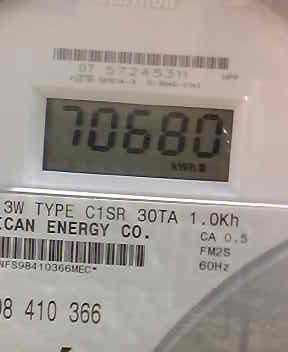 07 57245311
70680
kWh
3W TYPE C1SR 30TA 1.0Kh
ICAN ENERGY CO.
CA 0.5
FM2S
60Hz
NFS98410366MEC*
98 410 366